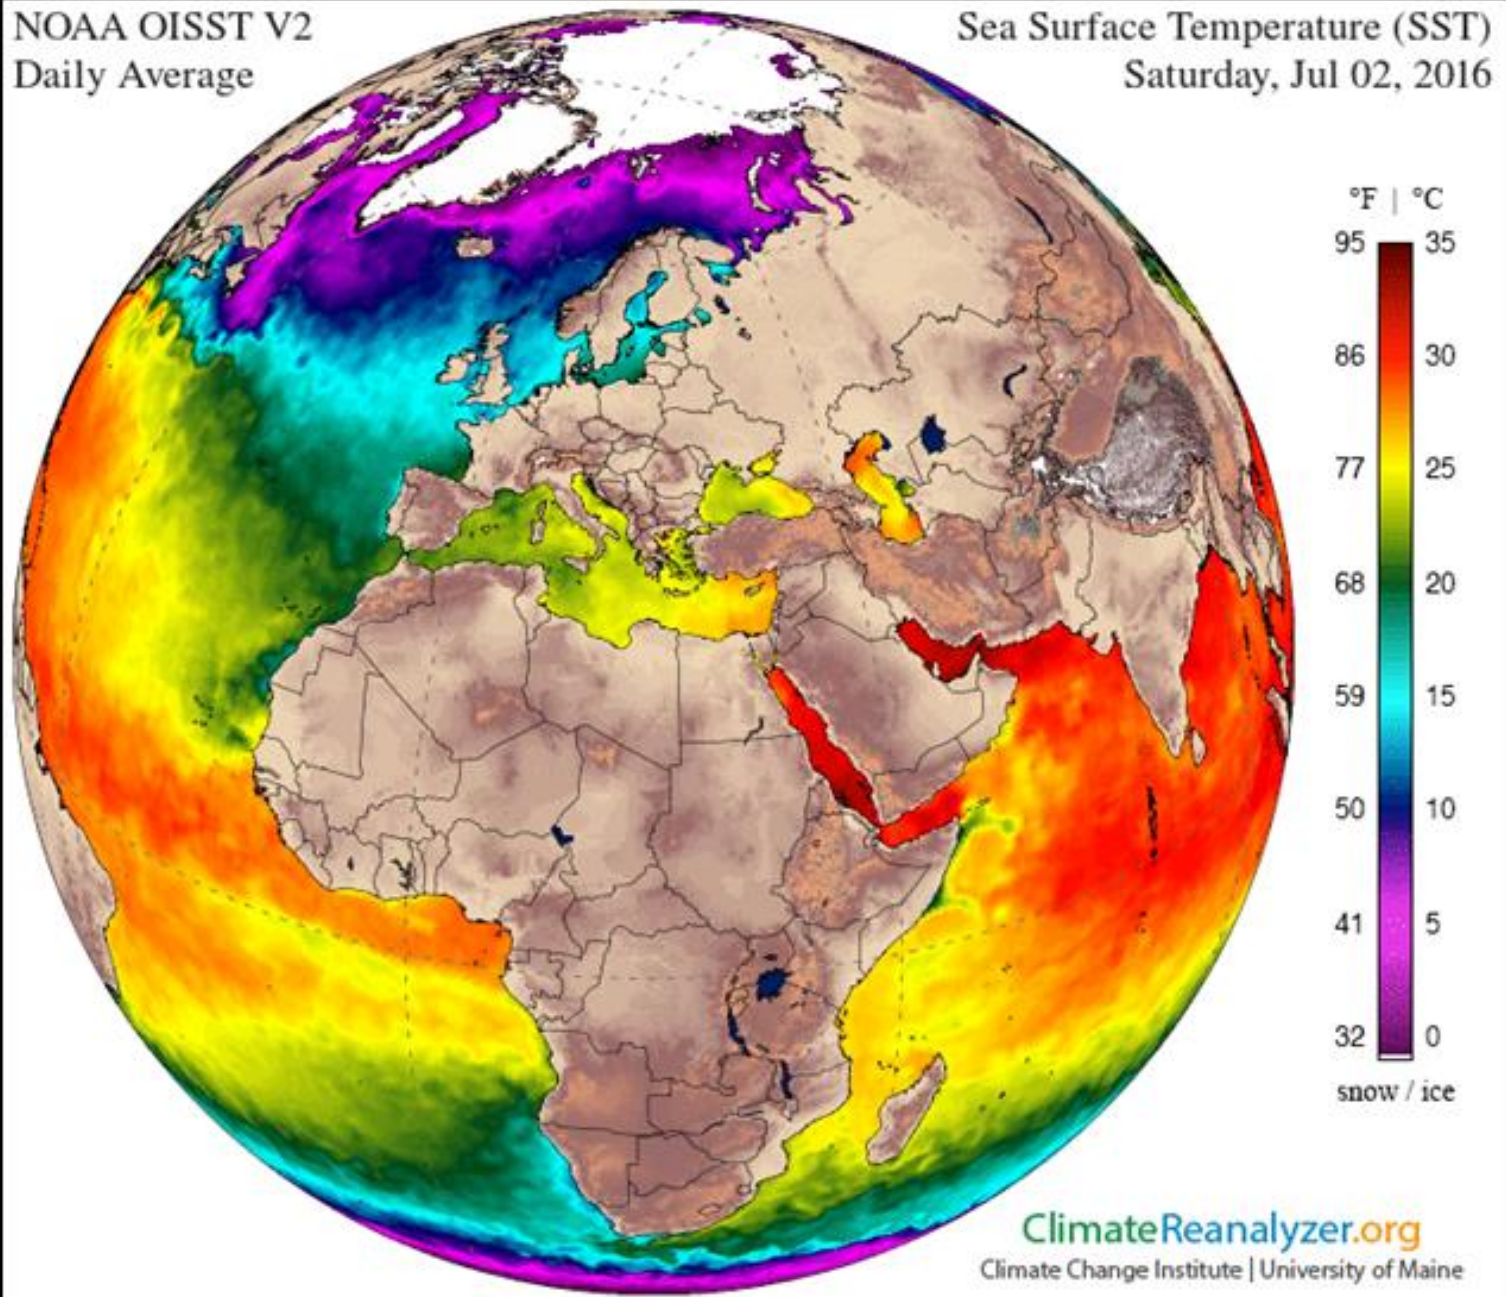 NOAA OISST V2
Daily Average
Sea Surface Temperature (SST)
Saturday, Jul 02, 2016
°F | °C
95 35
86 30
77 25
68 20
59 15
50 10
41 5
32 0
snow / ice
ClimateReanalyzer.org
Climate Change Institute | University of Maine